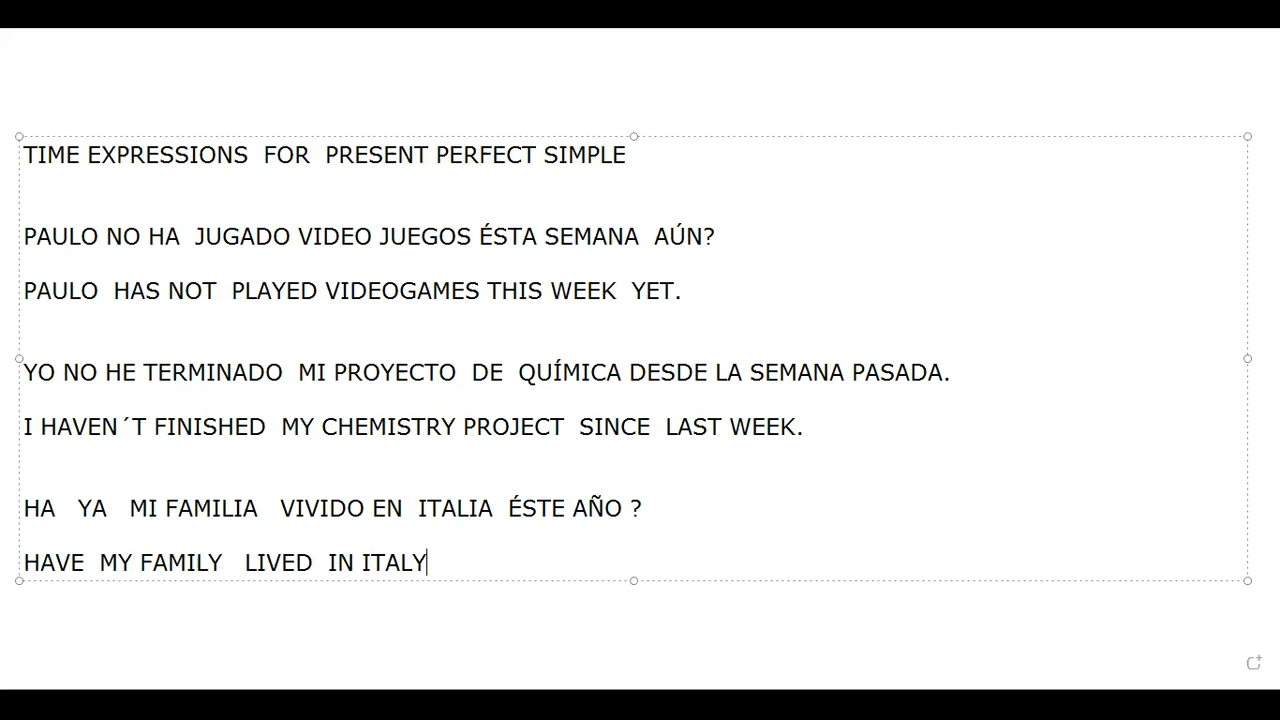 TIME EXPRESSIONS FOR PRESENT PERFECT SIMPLE
PAULO NO HA JUGADO VIDEO JUEGOS ÉSTA SEMANA AÚN?
PAULO HAS NOT PLAYED VIDEOGAMES THIS WEEK YET.
YO NO HE TERMINADO MI PROYECTO DE QUÍMICA DESDE LA SEMANA PASADA.
I HAVEN´T FINISHED MY CHEMISTRY PROJECT SINCE LAST WEEK.
HA YA MI FAMILIA VIVIDO EN ITALIA ÉSTE AÑO ?
HAVE MY FAMILY LIVED IN ITALY